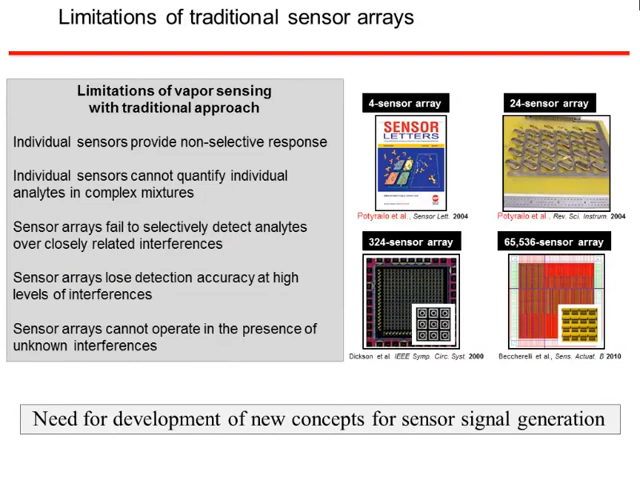 Limitations of traditional sensor arrays
Limitations of vapor sensing
with traditional approach
Individual sensors provide non-selective response
Individual sensors cannot quantify individual
analytes in complex mixtures
Sensor arrays fail to selectively detect analytes
over closely related interferences
Sensor arrays lose detection accuracy at high
levels of interferences
Sensor arrays cannot operate in the presence of
unknown interferences
4-sensor array
SENSOR
LETTERS
Potyrailo et al., Sensor Lett. 2004
24-sensor array
Potyrailo et al., Rev. Sci. Instrum. 2004
324-sensor array
Dickson et al. IEEE Symp. Circ. Syst. 2000
65,536-sensor array
Beccherelli et al., Sens. Actuat. B 2010
Need for development of new concepts for sensor signal generation